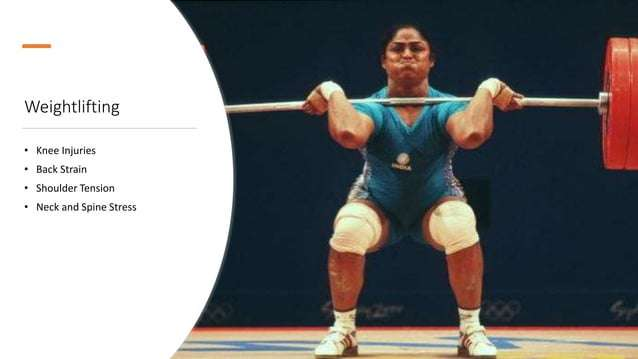 Weightlifting
• Knee Injuries
• Back Strain
• Shoulder Tension
• Neck and Spine Stress
INDIA